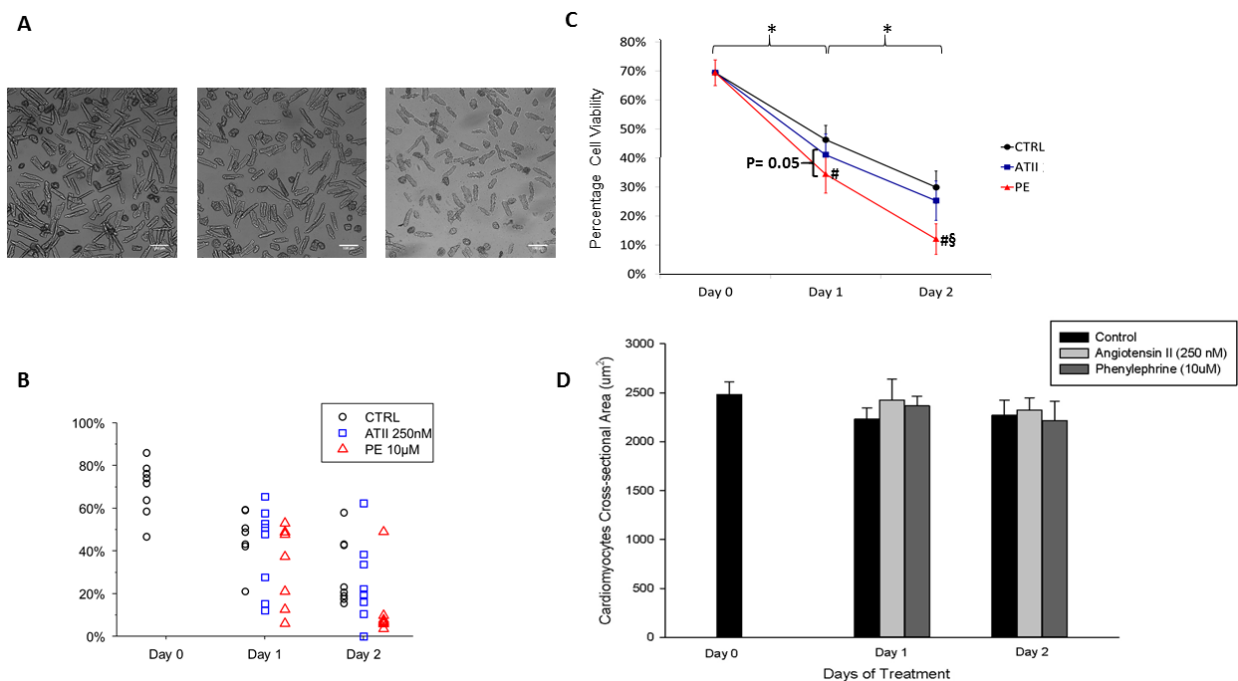 A
B
100%
80%
60%
40%
20%
0%
CTRL
ATII 250nM
PE 10µM
Day 0
Day 1
Day 2
C
*
*
Percentage Cell Viability
80%
70%
60%
50%
40%
30%
20%
10%
0%
P= 0.05
#
#§
CTRL
ATII
PE
Day 0
Day 1
Day 2
D
Cardiomyocytes Cross-sectional Area (um²)
3000
2500
2000
1500
1000
500
0
Control
Angiotensin II (250 nM)
Phenylephrine (10uM)
Day 0
Day 1
Day 2
Days of Treatment